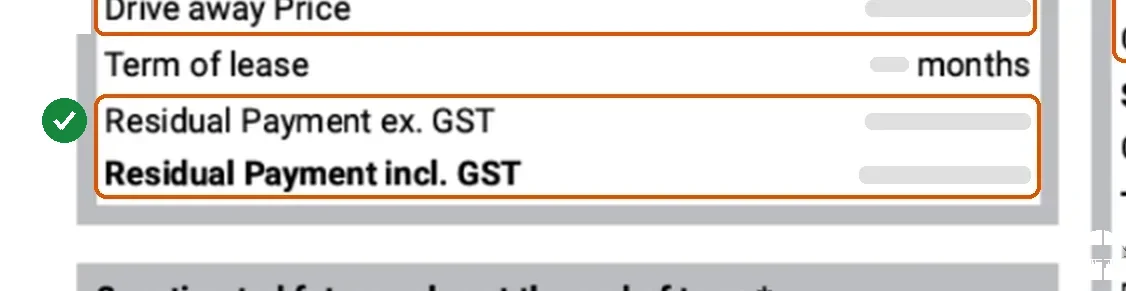 Drive away Price
Term of lease months
Residual Payment ex. GST
Residual Payment incl. GST